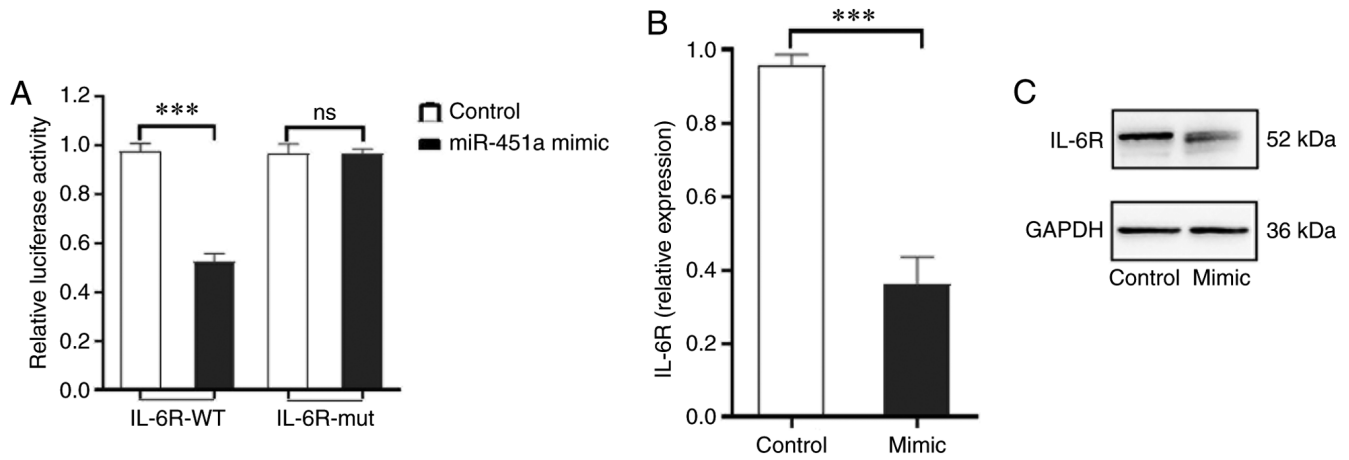 A
Relative luciferase activity
1.2
1.0
0.8
0.6
0.4
0.2
0.0
***
ns
IL-6R-WT
IL-6R-mut
Control
miR-451a mimic
B
IL-6R (relative expression)
1.0
0.8
0.6
0.4
0.2
0.0
***
Control
Mimic
C
IL-6R
52 kDa
GAPDH
36 kDa
Control Mimic